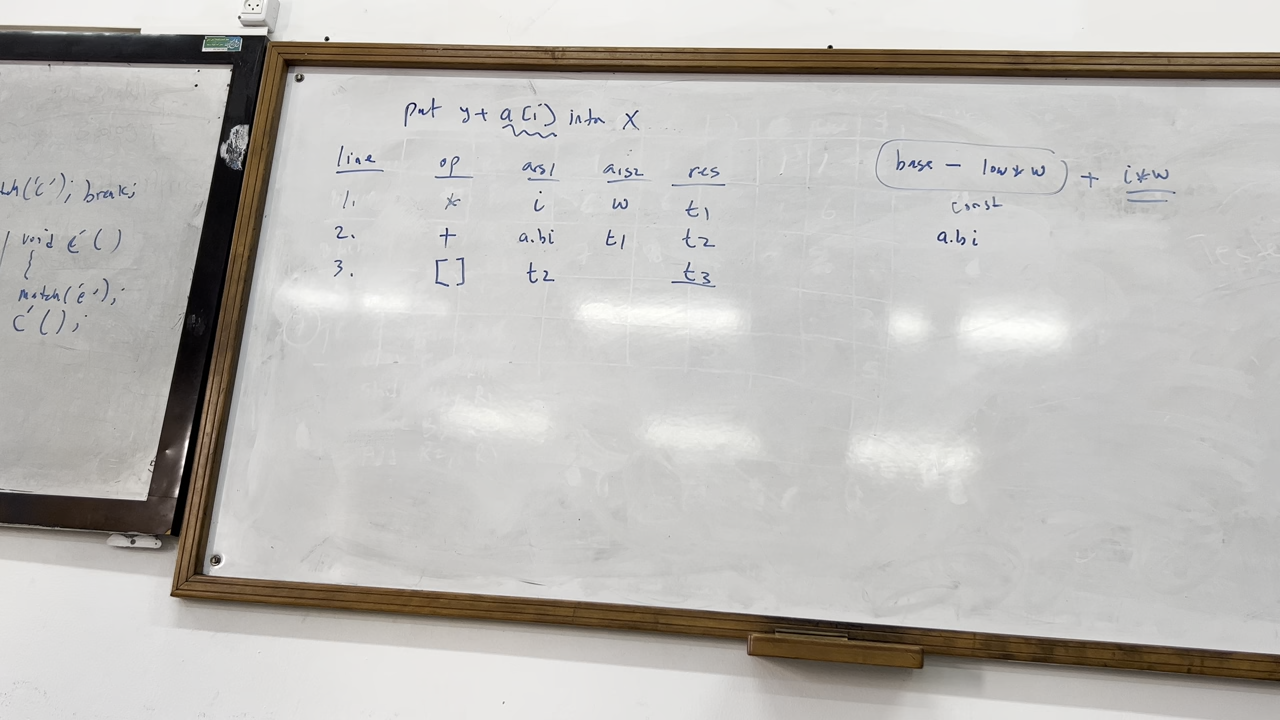 tch('c'); break;
void c'()
{
match('e');
c'();
put y + a[i] into X
line op arg1 arg2 res
1. * i w t1
2. + a.bi t1 t2
3. [] t2 t3
base - low*w + i*w
const
a.bi